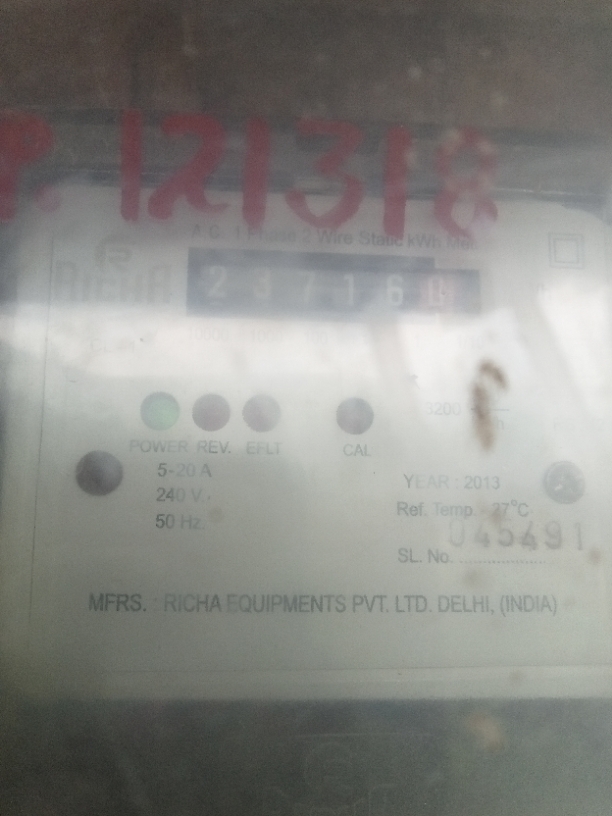 P. 121318
A.C. 1 Phase 2 Wire Static kWh
RICHA
2 3 7 1 6
3200
POWER REV. EFLT CAL
5-20 A
240 V.
50 Hz.
YEAR : 2013
Ref. Temp. - 27°C
045491
SL. No. ....................
MFRS. : RICHA EQUIPMENTS PVT. LTD. DELHI, (INDIA)